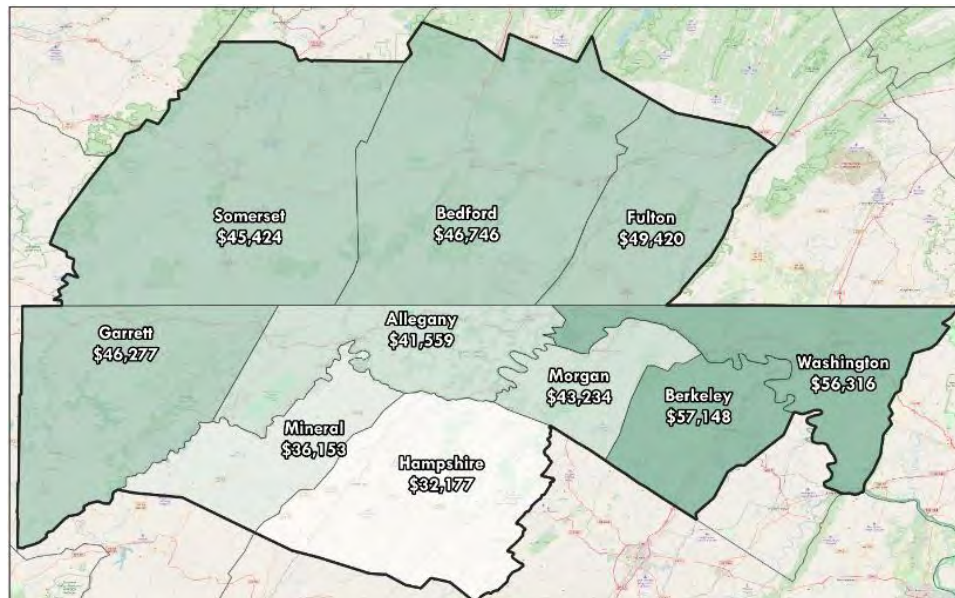 Somerset
$45,424
Bedford
$46,746
Fulton
$49,420
Garrett
$46,277
Allegany
$41,559
Morgan
$43,234
Washington
$56,316
Berkeley
$57,148
Mineral
$36,153
Hampshire
$32,177